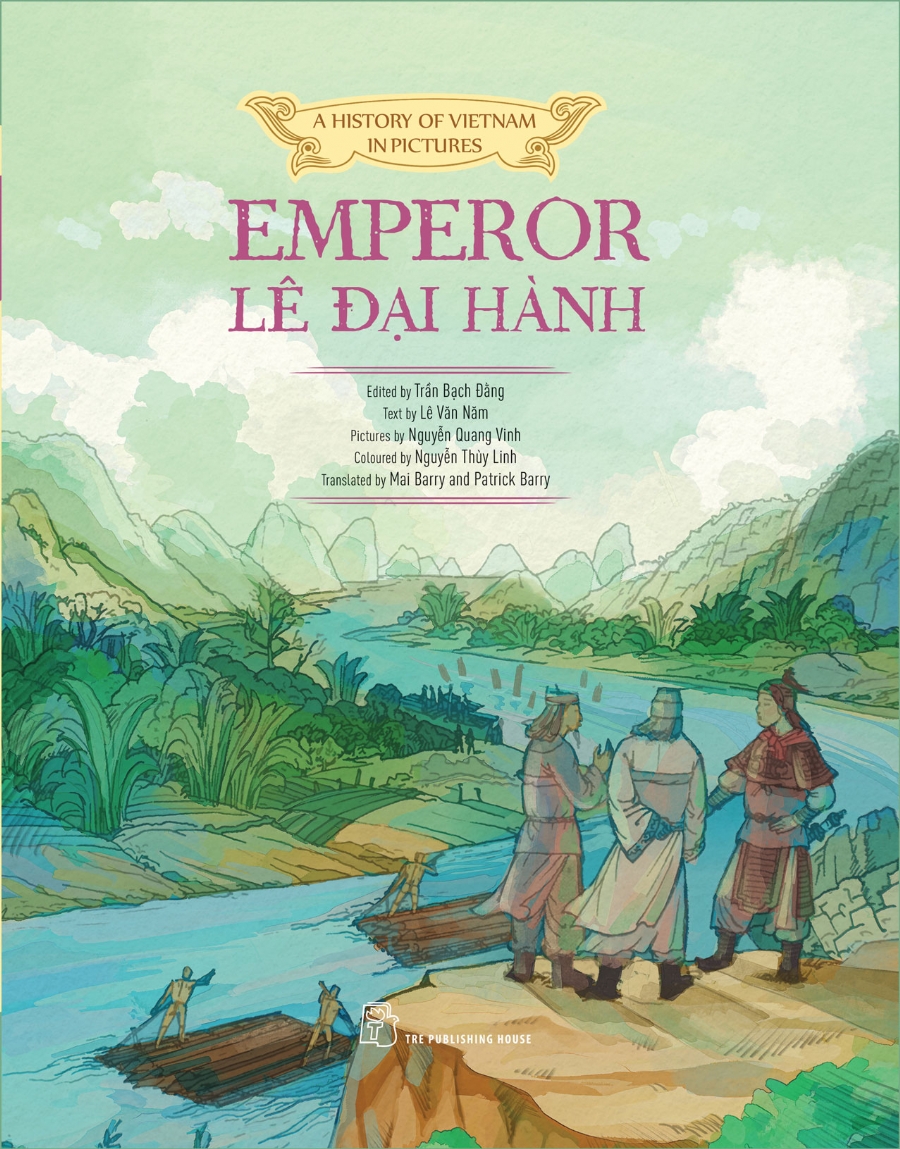 A HISTORY OF VIETNAM
IN PICTURES
EMPEROR
LÊ ĐẠI HÀNH
Edited by Trần Bạch Đằng
Text by Lê Văn Năm
Pictures by Nguyễn Quang Vinh
Coloured by Nguyễn Thùy Linh
Translated by Mai Barry and Patrick Barry
T
TRE PUBLISHING HOUSE